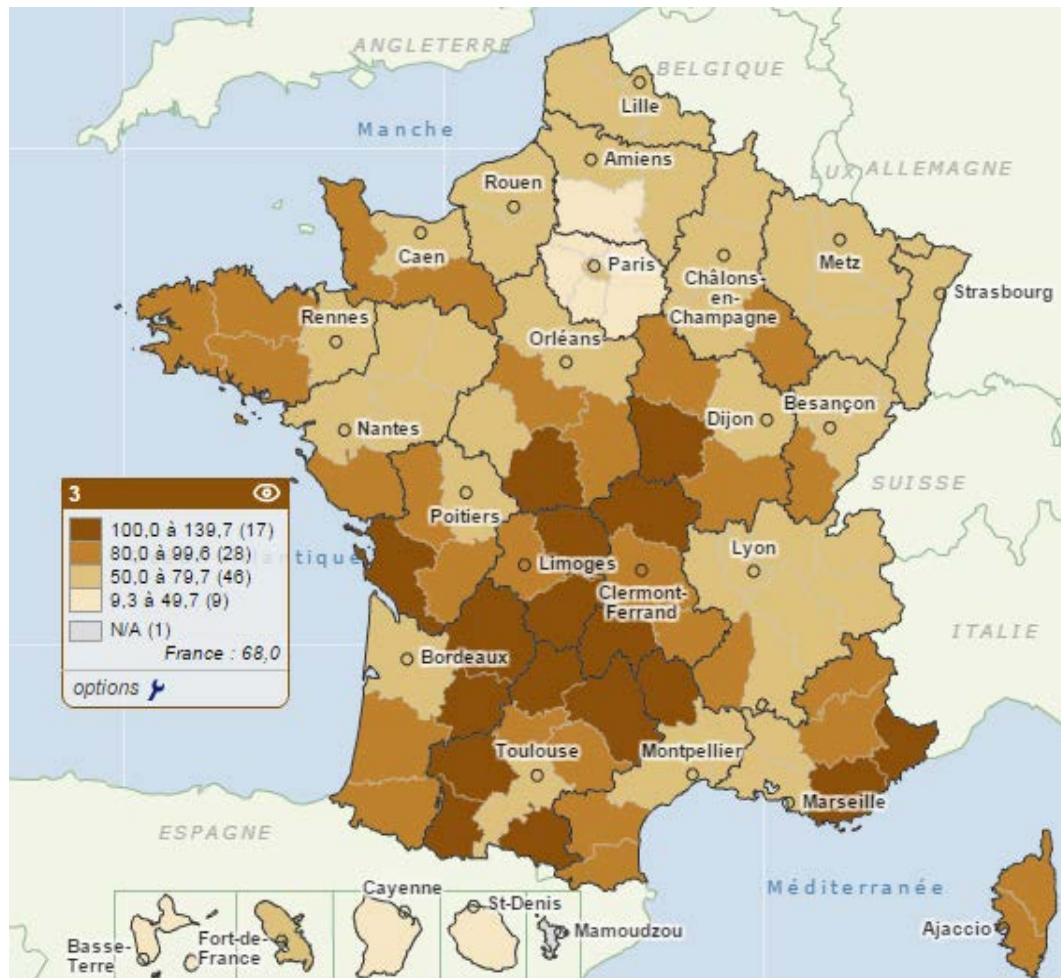 ANGLETERRE
BELGIQUE
Lille
Manche
Amiens
LUX
ALLEMAGNE
Rouen
Caen
Paris
Metz
Châlons-
en-
Champagne
Strasbourg
Rennes
Orléans
Nantes
Dijon
Besançon
SUISSE
3
Poitiers
100,0 à 139,7 (17)
80,0 à 99,6 (28)
50,0 à 79,7 (46)
9,3 à 49,7 (9)
N/A (1)
France : 68,0
options
lantique
Limoges
Lyon
Clermont-
Ferrand
ITALIE
Bordeaux
Toulouse
Montpellier
Marseille
ESPAGNE
Méditerranée
Ajaccio
Cayenne
St-Denis
Basse-
Terre
Fort-de-
France
Mamoudzou